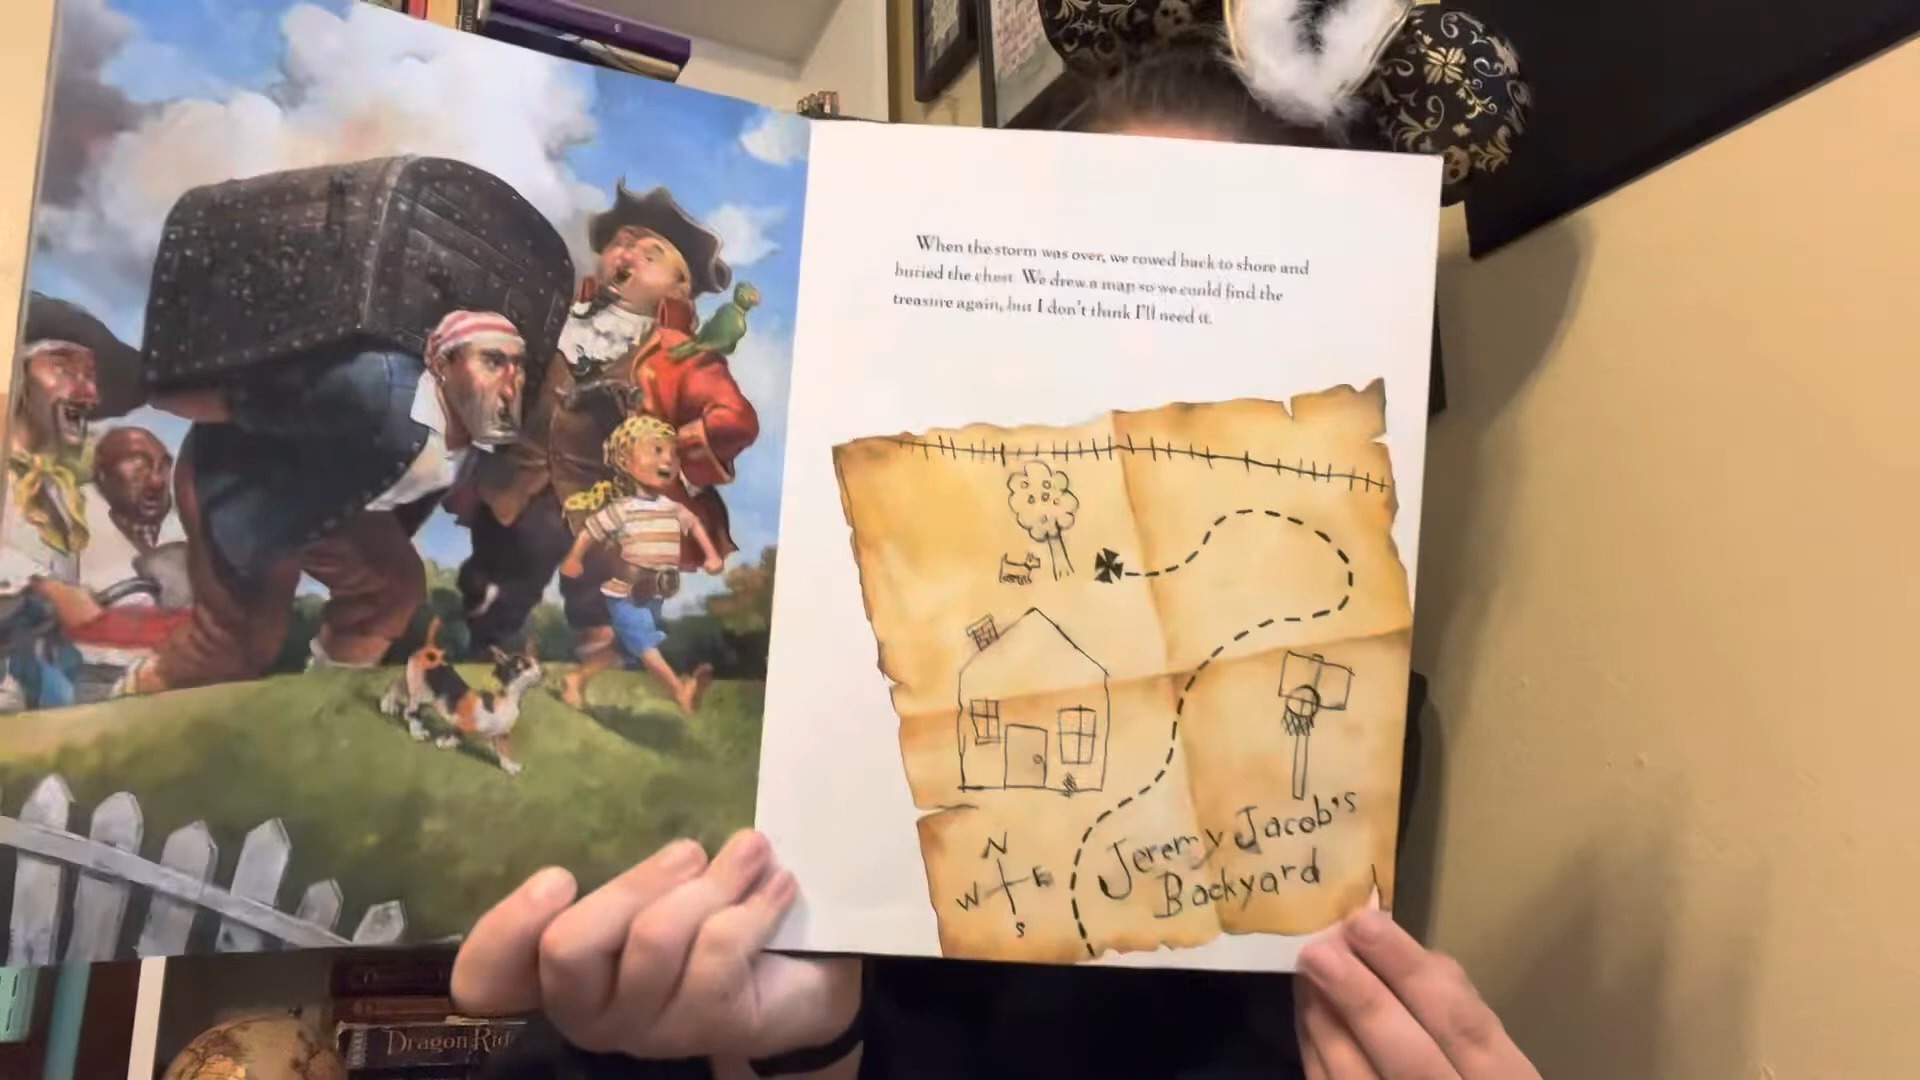 When the storm was over, we rowed back to shore and
buried the chest. We drew a map so we could find the
treasure again, but I don't think I'll need it.
N
W E
S
Jeremy Jacob's
Backyard
Dragon Rid